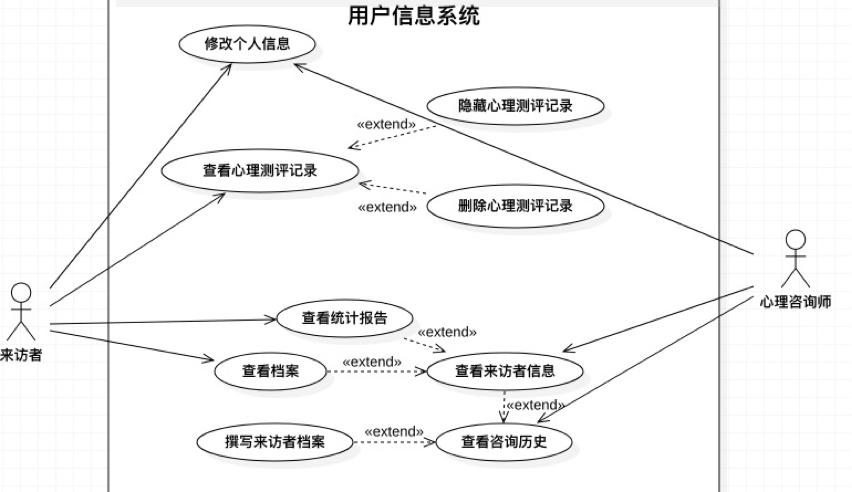 用户信息系统
修改个人信息
隐藏心理测评记录
«extend»
查看心理测评记录
«extend»
删除心理测评记录
心理咨询师
来访者
查看统计报告
«extend»
查看档案
«extend»
查看来访者信息
«extend»
撰写来访者档案
«extend»
查看咨询历史